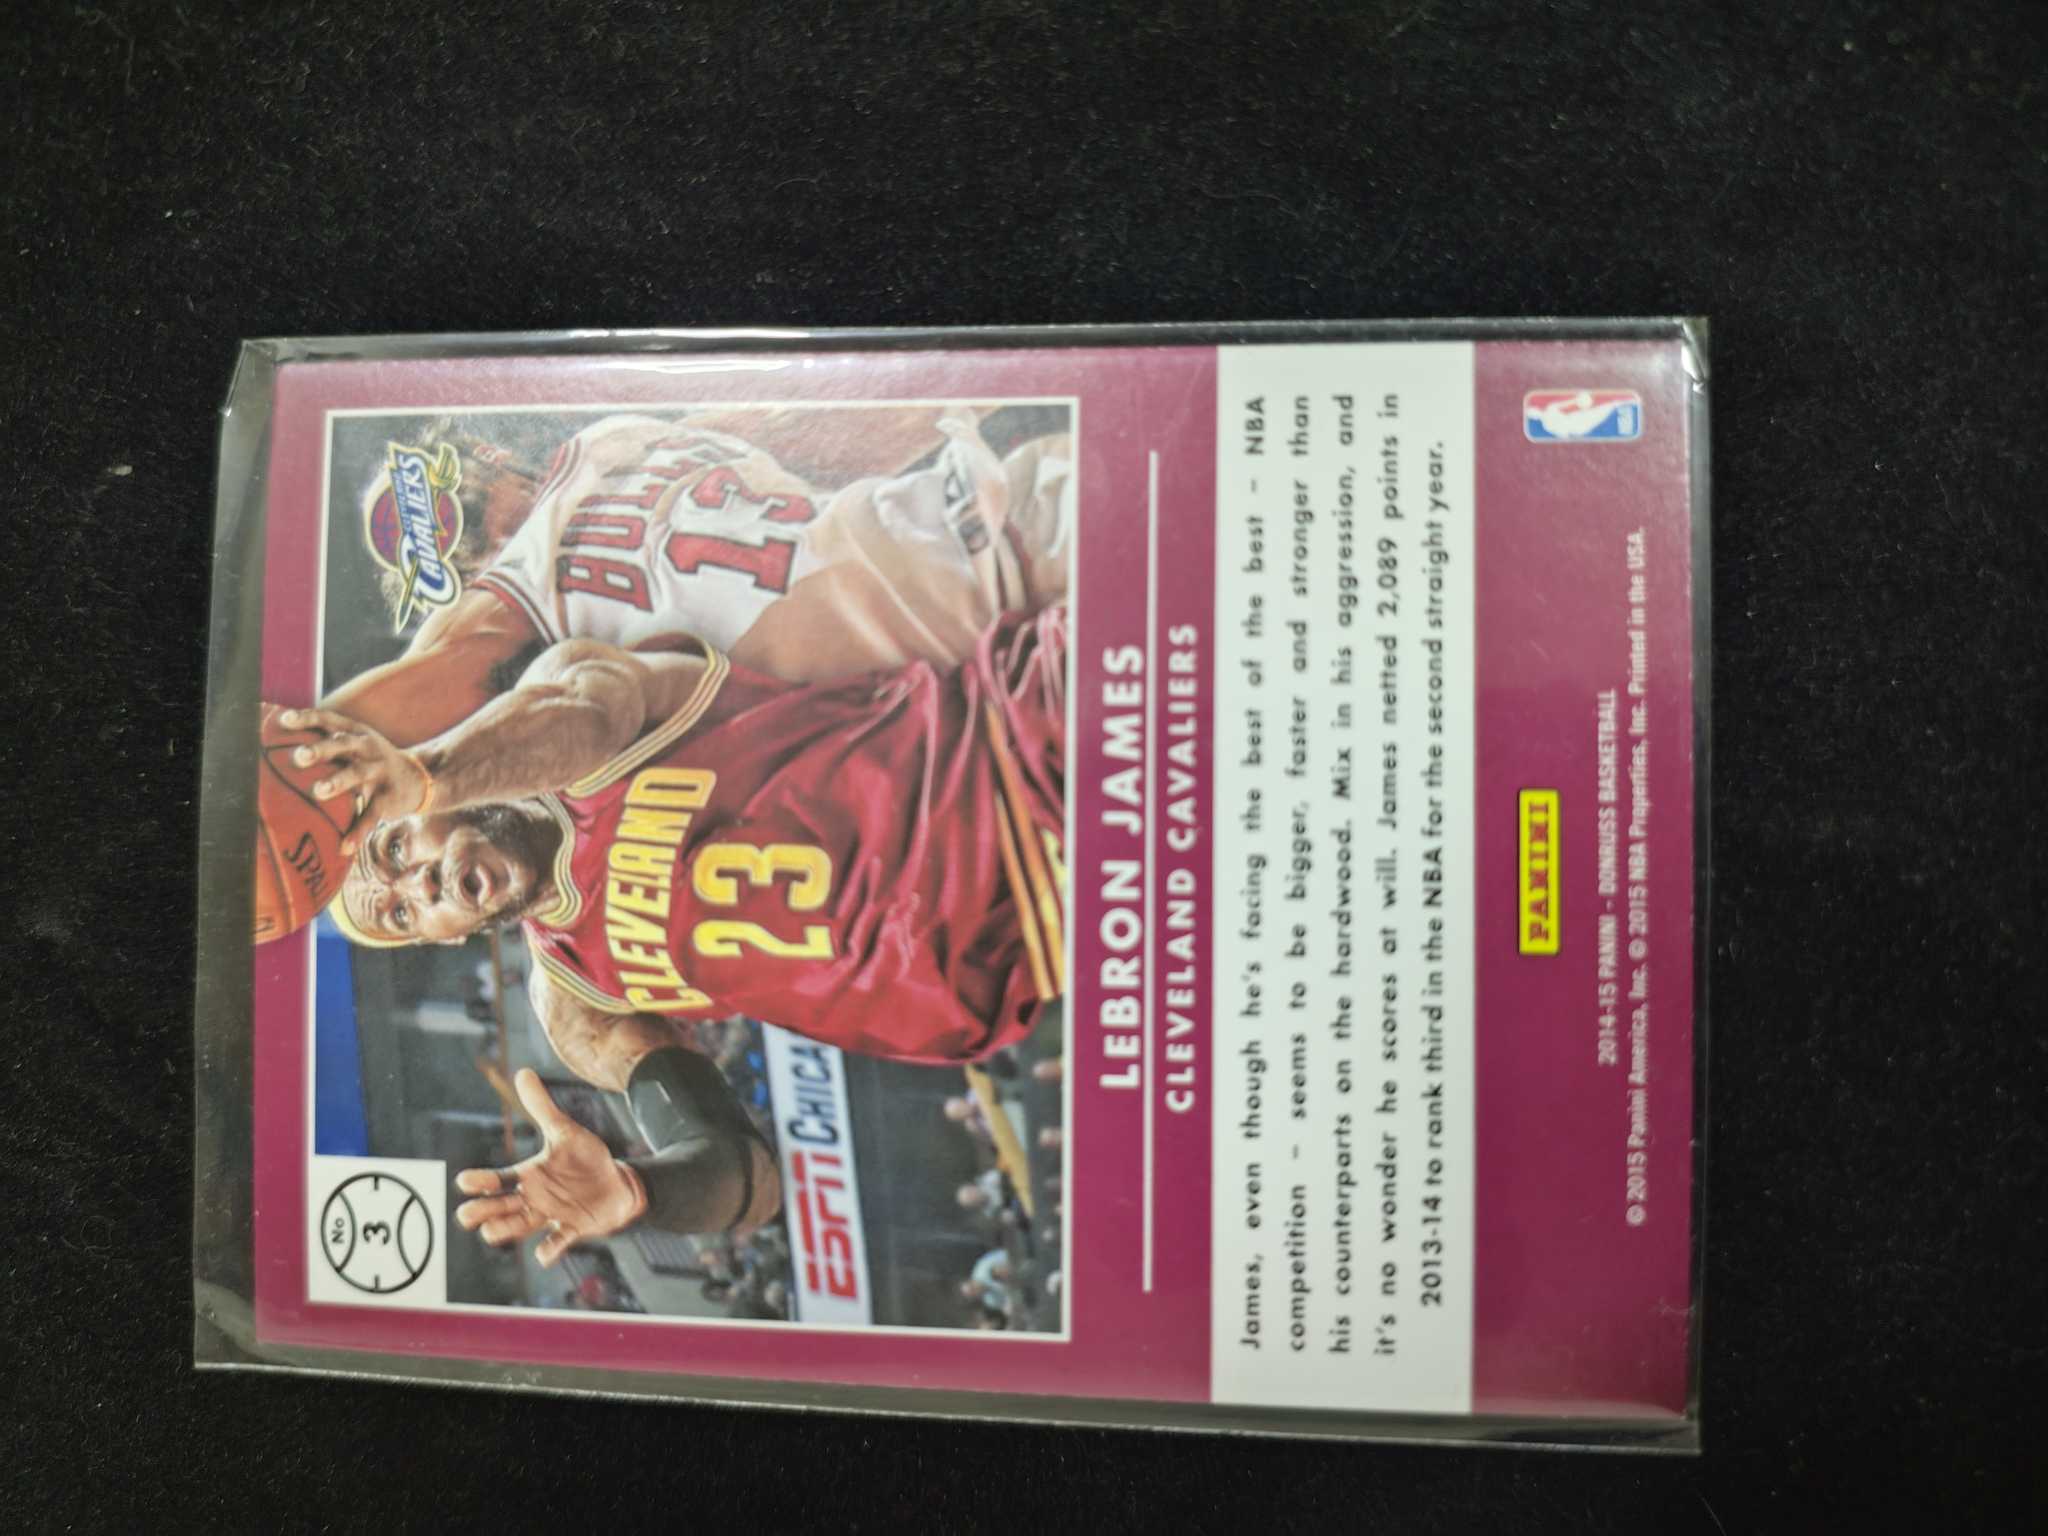 No
3
CLEVELAND
CAVALIERS
SPAL
BULL
13
CLEVELAND
23
ESPN CHICA
LEBRON JAMES
CLEVELAND CAVALIERS
James, even though he's facing the best of the best – NBA
competition – seems to be bigger, faster and stronger than
his counterparts on the hardwood. Mix in his aggression, and
it's no wonder he scores at will. James netted 2,089 points in
2013-14 to rank third in the NBA for the second straight year.
PANINI
NBA
2014-15 PANINI - DONRUSS BASKETBALL
© 2015 Panini America, Inc. © 2015 NBA Properties, Inc. Printed in the USA.